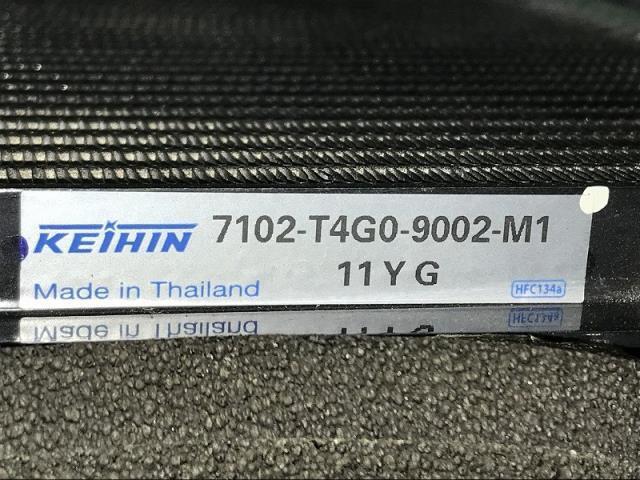 KEIHIN 7102-T4G0-9002-M1
11 Y G
Made in Thailand HFC134a